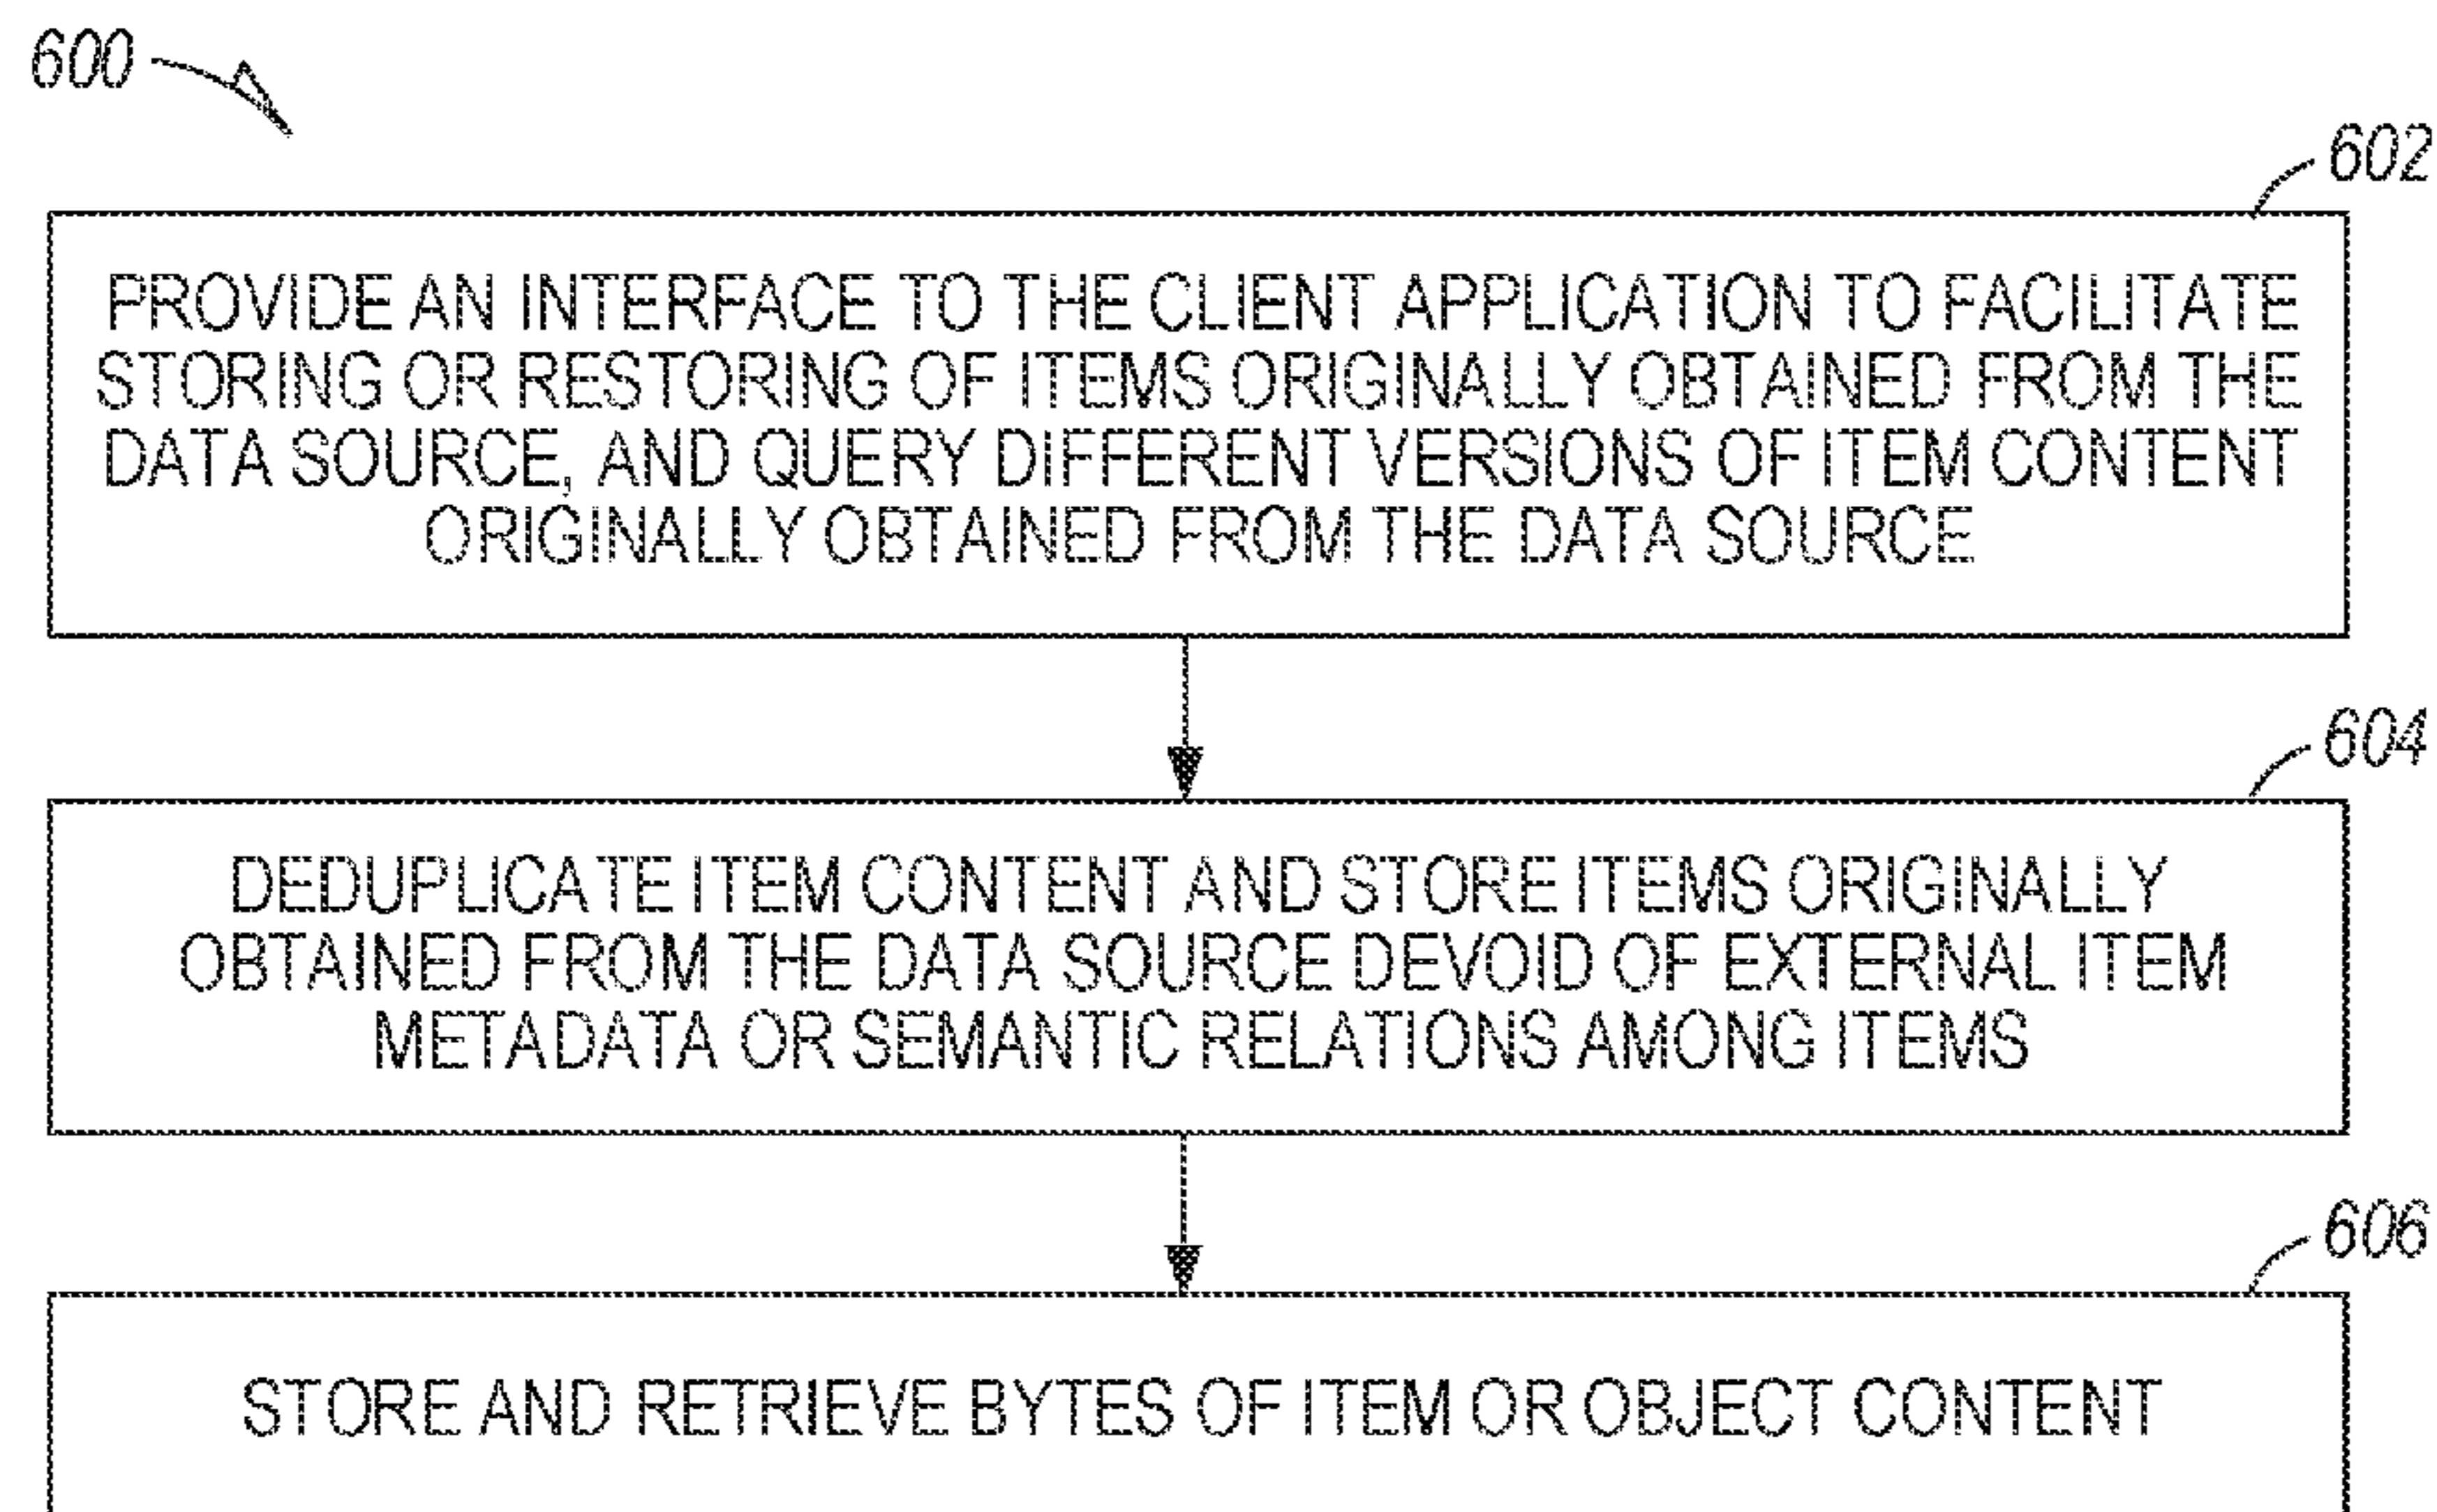 600
602
PROVIDE AN INTERFACE TO THE CLIENT APPLICATION TO FACILITATE
STORING OR RESTORING OF ITEMS ORIGINALLY OBTAINED FROM THE
DATA SOURCE, AND QUERY DIFFERENT VERSIONS OF ITEM CONTENT
ORIGINALLY OBTAINED FROM THE DATA SOURCE
604
DEDUPLICATE ITEM CONTENT AND STORE ITEMS ORIGINALLY
OBTAINED FROM THE DATA SOURCE DEVOID OF EXTERNAL ITEM
METADATA OR SEMANTIC RELATIONS AMONG ITEMS
606
STORE AND RETRIEVE BYTES OF ITEM OR OBJECT CONTENT